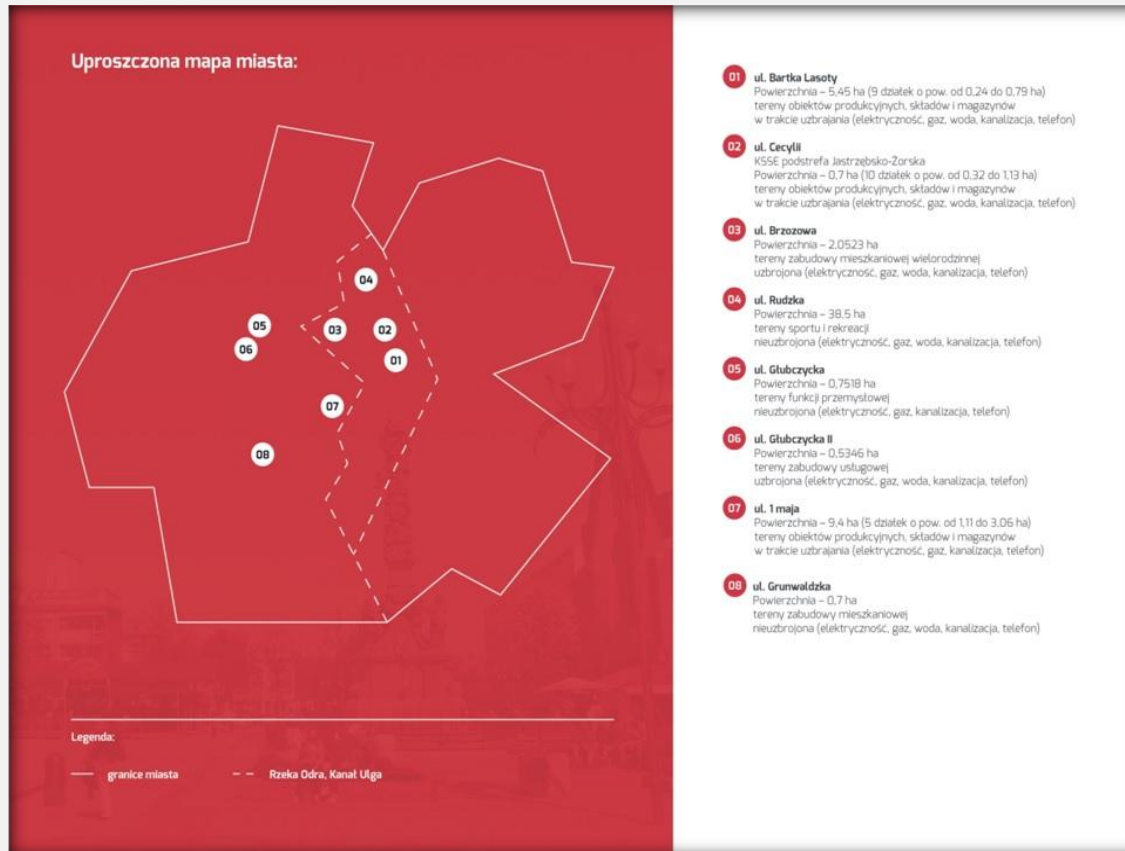 Uproszczona mapa miasta:
04
05
03
02
06
01
07
08
Legenda:
granice miasta
Rzeka Odra, Kanał Ulga
01 ul. Bartka Lasoty
Powierzchnia – 5,45 ha (9 działek o pow. od 0,24 do 0,79 ha)
tereny obiektów produkcyjnych, składów i magazynów
w trakcie uzbrajania (elektryczność, gaz, woda, kanalizacja, telefon)
02 ul. Cecylii
KSSE podstrefa Jastrzębsko-Żorska
Powierzchnia – 0,7 ha (10 działek o pow. od 0,32 do 1,13 ha)
tereny obiektów produkcyjnych, składów i magazynów
w trakcie uzbrajania (elektryczność, gaz, woda, kanalizacja, telefon)
03 ul. Brzozowa
Powierzchnia – 2,0523 ha
tereny zabudowy mieszkaniowej wielorodzinnej
uzbrojona (elektryczność, gaz, woda, kanalizacja, telefon)
04 ul. Rudzka
Powierzchnia – 38,5 ha
tereny sportu i rekreacji
nieuzbrojona (elektryczność, gaz, woda, kanalizacja, telefon)
05 ul. Głubczycka
Powierzchnia – 0,7518 ha
tereny funkcji przemysłowej
nieuzbrojona (elektryczność, gaz, kanalizacja, telefon)
06 ul. Głubczycka II
Powierzchnia – 0,5346 ha
tereny zabudowy usługowej
uzbrojona (elektryczność, gaz, woda, kanalizacja, telefon)
07 ul. 1 maja
Powierzchnia – 9,4 ha (5 działek o pow. od 1,11 do 3,06 ha)
tereny obiektów produkcyjnych, składów i magazynów
w trakcie uzbrajania (elektryczność, gaz, kanalizacja, telefon)
08 ul. Grunwaldzka
Powierzchnia – 0,7 ha
tereny zabudowy mieszkaniowej
nieuzbrojona (elektryczność, gaz, woda, kanalizacja, telefon)